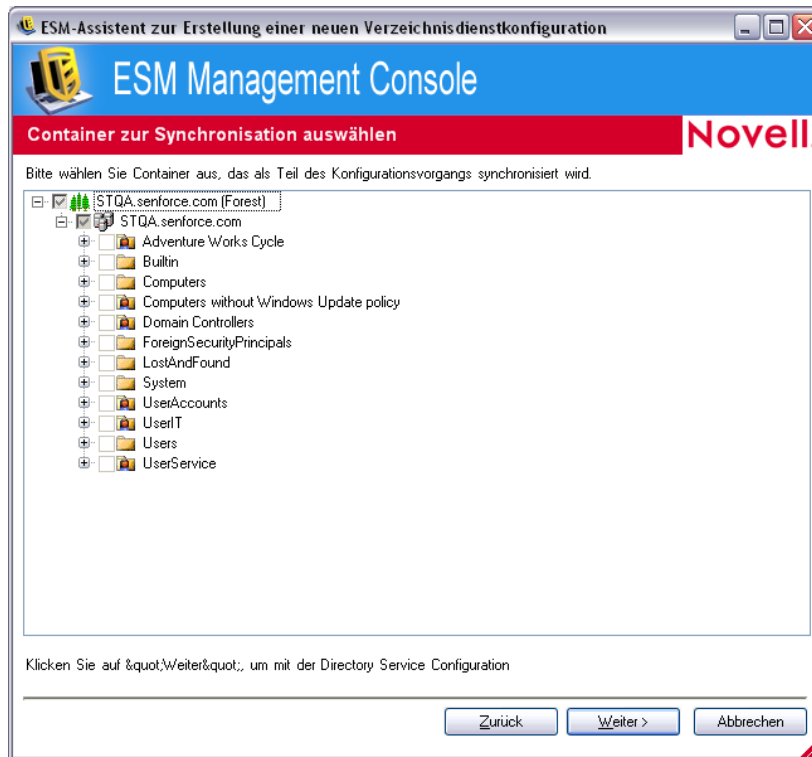 ESM-Assistent zur Erstellung einer neuen Verzeichnisdienstkonfiguration
ESM Management Console
Container zur Synchronisation auswählen
Novell
Bitte wählen Sie Container aus, das als Teil des Konfigurationsvorgangs synchronisiert wird.
STQA.senforce.com (Forest)
STQA.senforce.com
Adventure Works Cycle
Builtin
Computers
Computers without Windows Update policy
Domain Controllers
ForeignSecurityPrincipals
LostAndFound
System
UserAccounts
UserIT
Users
UserService
Klicken Sie auf &quot;Weiter&quot;, um mit der Directory Service Configuration
Zurück
Weiter >
Abbrechen